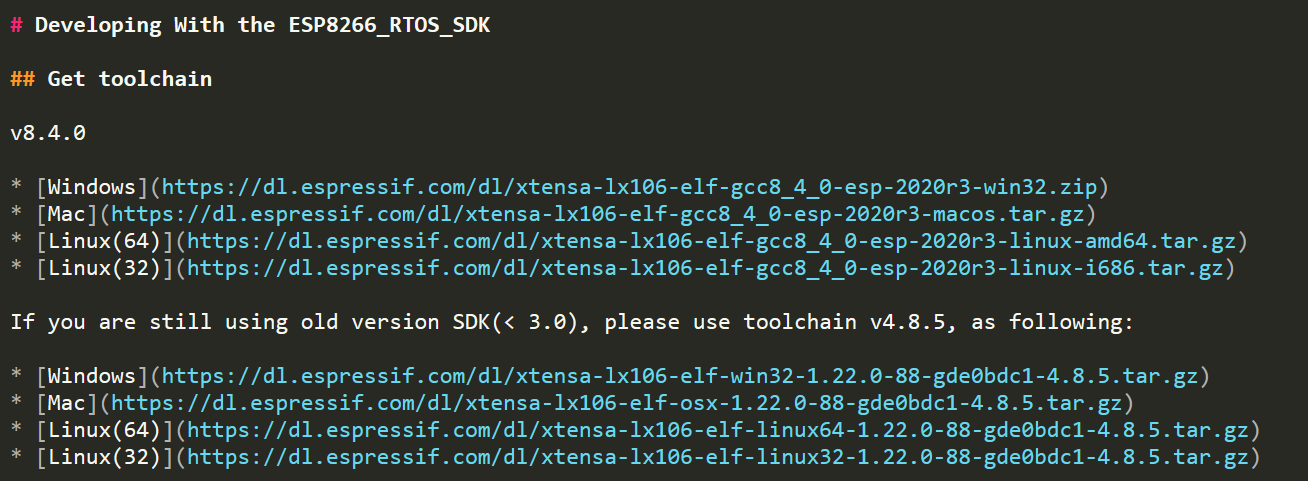 # Developing With the ESP8266_RTOS_SDK
## Get toolchain
v8.4.0
* [Windows](https://dl.espressif.com/dl/xtensa-lx106-elf-gcc8_4_0-esp-2020r3-win32.zip)
* [Mac](https://dl.espressif.com/dl/xtensa-lx106-elf-gcc8_4_0-esp-2020r3-macos.tar.gz)
* [Linux(64)](https://dl.espressif.com/dl/xtensa-lx106-elf-gcc8_4_0-esp-2020r3-linux-amd64.tar.gz)
* [Linux(32)](https://dl.espressif.com/dl/xtensa-lx106-elf-gcc8_4_0-esp-2020r3-linux-i686.tar.gz)
If you are still using old version SDK(< 3.0), please use toolchain v4.8.5, as following:
* [Windows](https://dl.espressif.com/dl/xtensa-lx106-elf-win32-1.22.0-88-gde0bdc1-4.8.5.tar.gz)
* [Mac](https://dl.espressif.com/dl/xtensa-lx106-elf-osx-1.22.0-88-gde0bdc1-4.8.5.tar.gz)
* [Linux(64)](https://dl.espressif.com/dl/xtensa-lx106-elf-linux64-1.22.0-88-gde0bdc1-4.8.5.tar.gz)
* [Linux(32)](https://dl.espressif.com/dl/xtensa-lx106-elf-linux32-1.22.0-88-gde0bdc1-4.8.5.tar.gz)